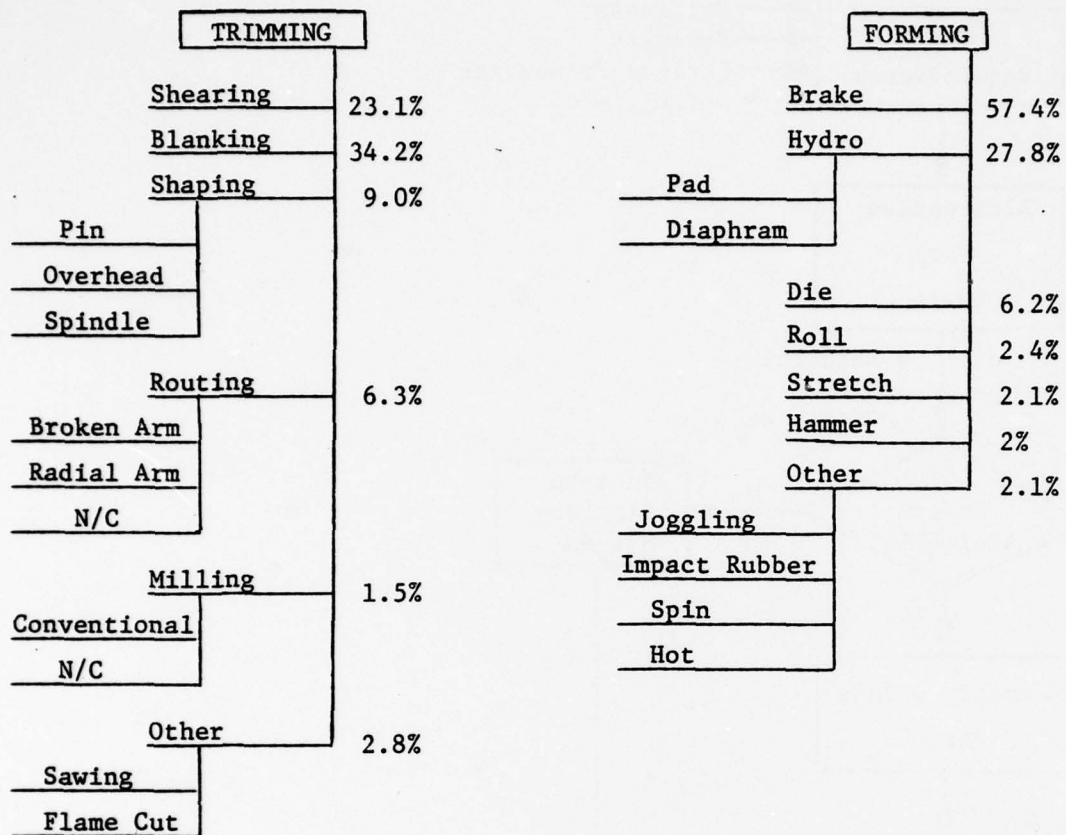 TRIMMING
Shearing 23.1%
Blanking 34.2%
Shaping 9.0%
Pin
Overhead
Spindle
Routing 6.3%
Broken Arm
Radial Arm
N/C
Milling 1.5%
Conventional
N/C
Other 2.8%
Sawing
Flame Cut
FORMING
Brake 57.4%
Hydro 27.8%
Pad
Diaphram
Die 6.2%
Roll 2.4%
Stretch 2.1%
Hammer 2%
Other 2.1%
Joggling
Impact Rubber
Spin
Hot